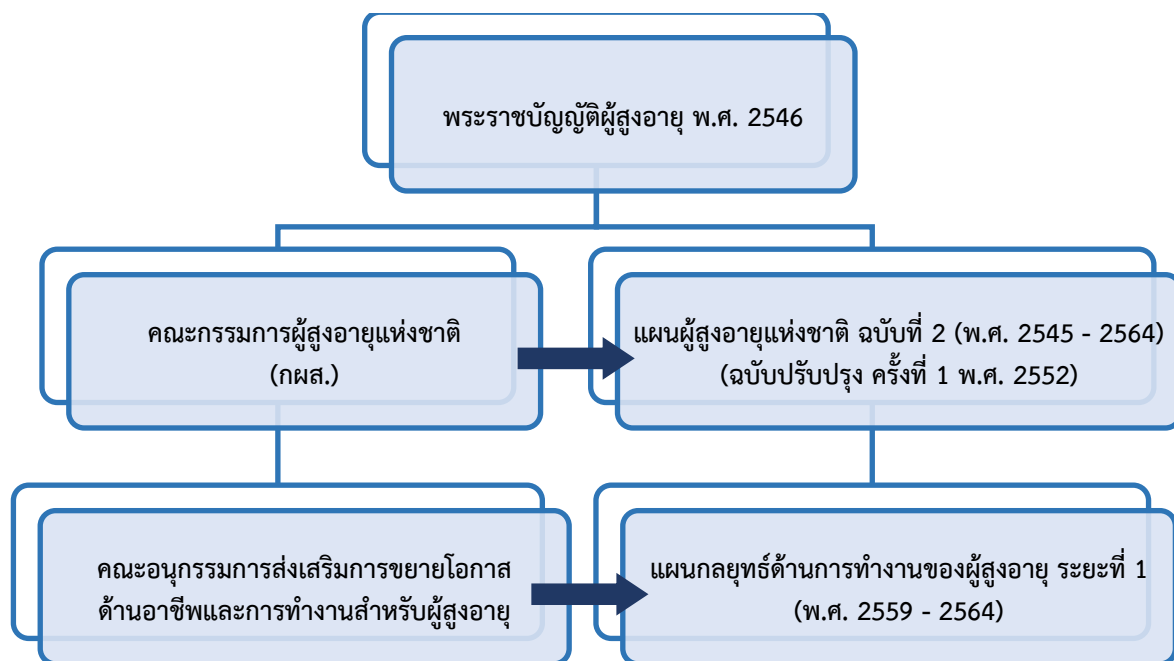 พระราชบัญญัติผู้สูงอายุ พ.ศ. 2546
คณะกรรมการผู้สูงอายุแห่งชาติ
(กผส.)
แผนผู้สูงอายุแห่งชาติ ฉบับที่ 2 (พ.ศ. 2545 - 2564)
(ฉบับปรับปรุง ครั้งที่ 1 พ.ศ. 2552)
คณะอนุกรรมการส่งเสริมการขยายโอกาส
ด้านอาชีพและการทำงานสำหรับผู้สูงอายุ
แผนกลยุทธ์ด้านการทำงานของผู้สูงอายุ ระยะที่ 1
(พ.ศ. 2559 - 2564)